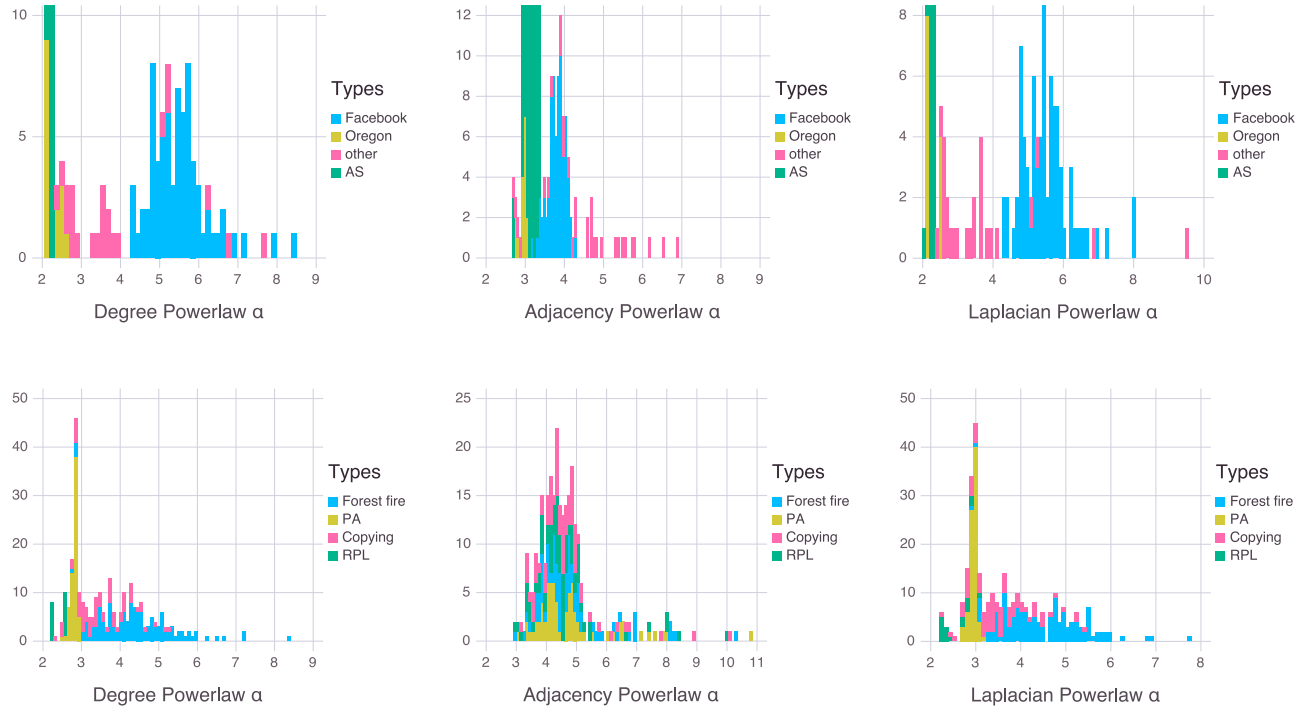 10
5
0
2 3 4 5 6 7 8 9
Degree Powerlaw α
Types
Facebook
Oregon
other
AS
12
10
8
6
4
2
0
2 3 4 5 6 7 8 9
Adjacency Powerlaw α
Types
Facebook
Oregon
other
AS
8
6
4
2
0
2 4 6 8 10
Laplacian Powerlaw α
Types
Facebook
Oregon
other
AS
50
40
30
20
10
0
2 3 4 5 6 7 8 9
Degree Powerlaw α
Types
Forest fire
PA
Copying
RPL
25
20
15
10
5
0
2 3 4 5 6 7 8 9 10 11
Adjacency Powerlaw α
Types
Forest fire
PA
Copying
RPL
50
40
30
20
10
0
2 3 4 5 6 7 8
Laplacian Powerlaw α
Types
Forest fire
PA
Copying
RPL